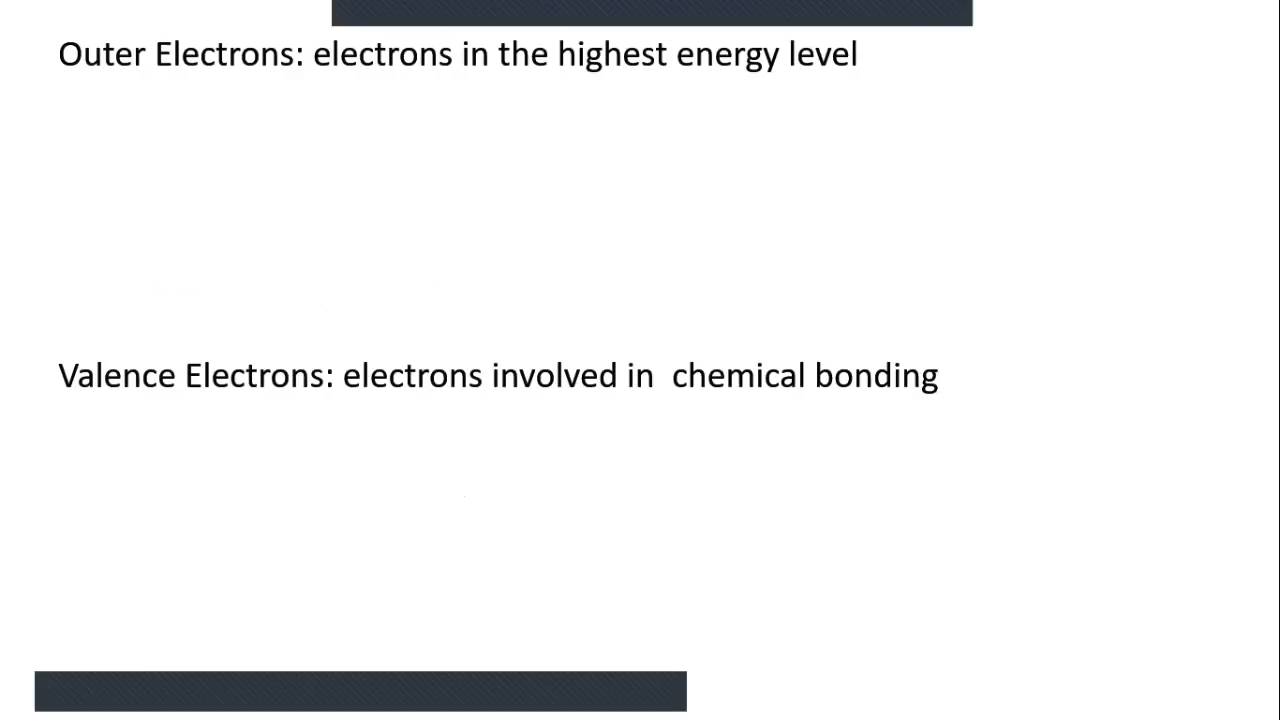 Outer Electrons: electrons in the highest energy level
Valence Electrons: electrons involved in  chemical bonding